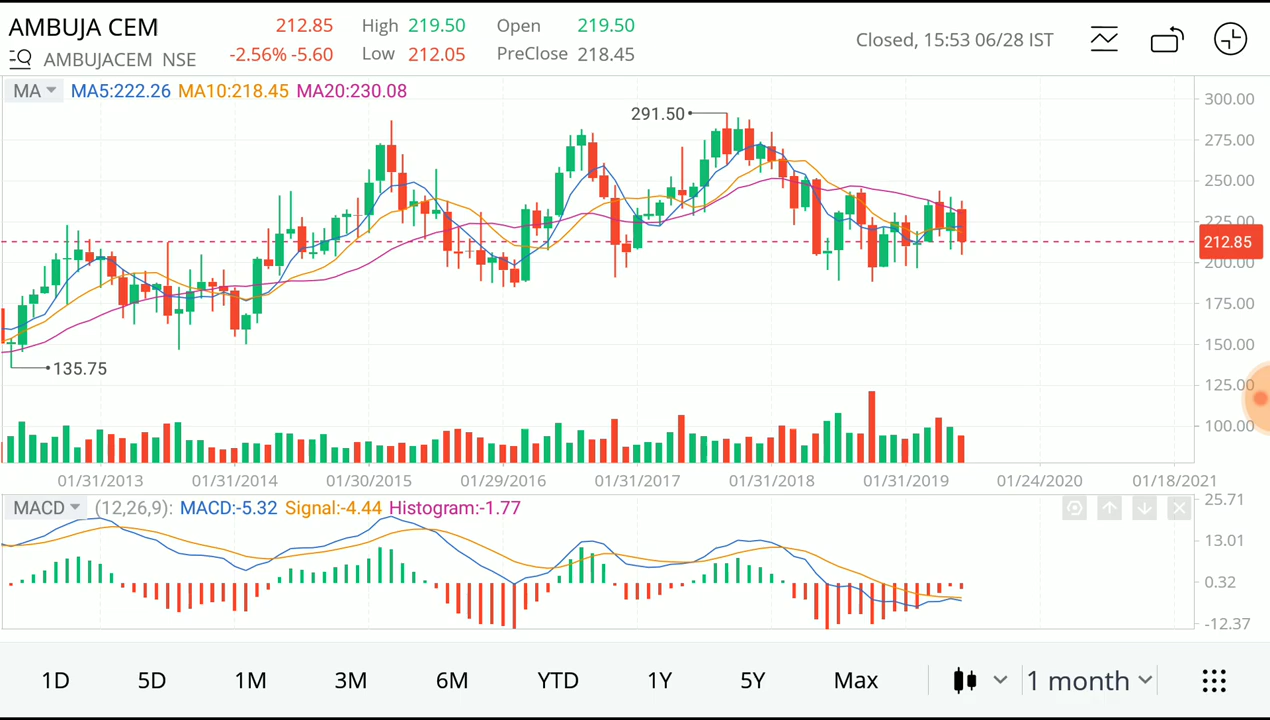 AMBUJA CEM 212.85 High 219.50 Open 219.50
AMBUJACEM NSE -2.56% -5.60 Low 212.05 PreClose 218.45
Closed, 15:53 06/28 IST
MA MA5:222.26 MA10:218.45 MA20:230.08
300.00
291.50
275.00
250.00
225.00
212.85
200.00
175.00
150.00
135.75
125.00
100.00
01/31/2013 01/31/2014 01/30/2015 01/29/2016 01/31/2017 01/31/2018 01/31/2019 01/24/2020 01/18/2021
MACD (12,26,9): MACD:-5.32 Signal:-4.44 Histogram:-1.77
25.71
13.01
0.32
-12.37
1D 5D 1M 3M 6M YTD 1Y 5Y Max 1 month